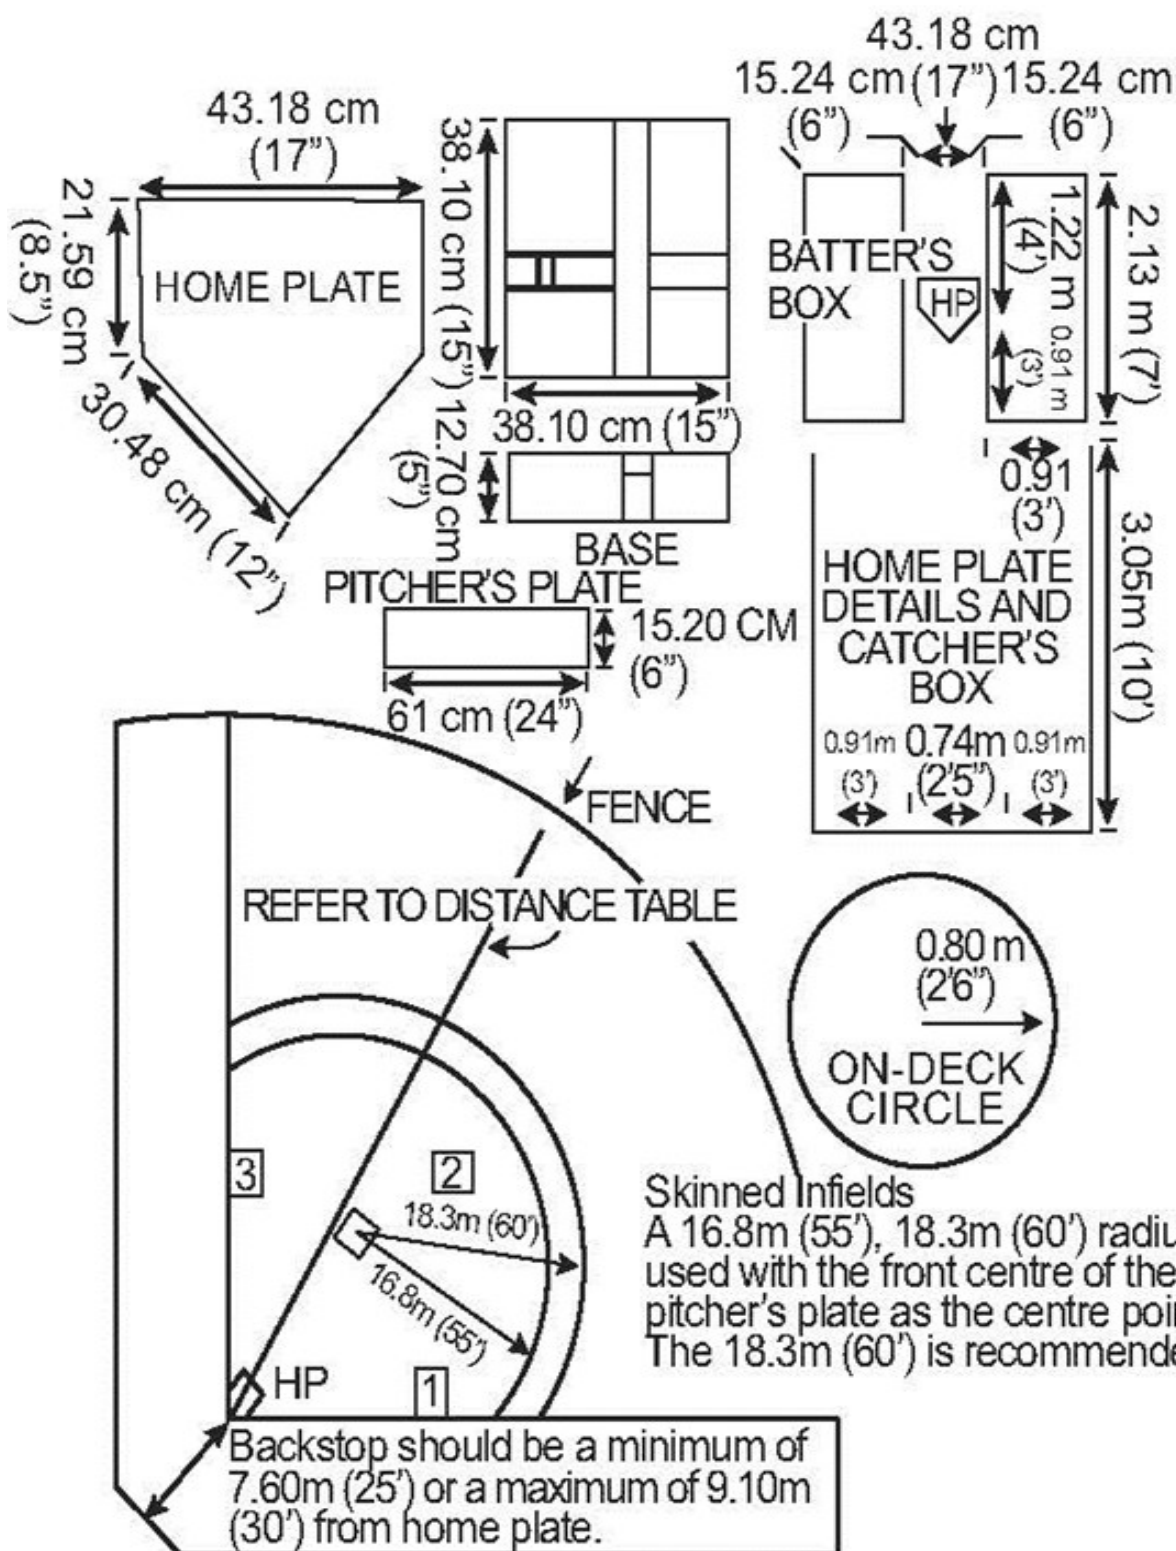 43.18 cm
(17")
21.59 cm
(8.5")
HOME PLATE
30.48 cm (12")
38.10 cm (15")
38.10 cm (15")
12.70 cm
(5")
BASE
43.18 cm
15.24 cm (17") 15.24 cm
(6") (6")
BATTER'S
BOX
HP
1.22 m
(4')
0.91 m
(3')
2.13 m (7')
0.91
(3')
3.05m (10')
HOME PLATE
DETAILS AND
CATCHER'S
BOX
0.91m 0.74m 0.91m
(3') (2'5") (3')
PITCHER'S PLATE
15.20 CM
(6")
61 cm (24")
FENCE
REFER TO DISTANCE TABLE
0.80 m
(2'6")
ON-DECK
CIRCLE
3
2
18.3m (60')
16.8m (55')
HP
1
Skinned Infields
A 16.8m (55'), 18.3m (60') radiu
used with the front centre of the
pitcher's plate as the centre poi
The 18.3m (60') is recommende
Backstop should be a minimum of
7.60m (25') or a maximum of 9.10m
(30') from home plate.